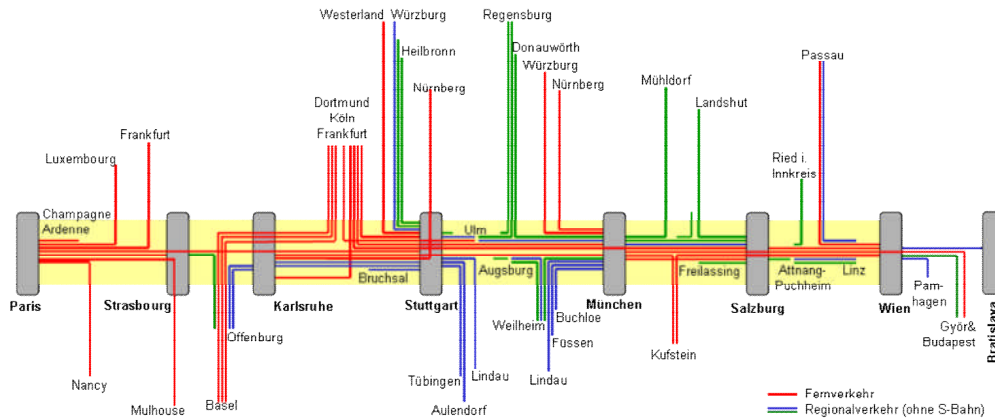 Westerland
Würzburg
Regensburg
Heilbronn
Donauwörth
Würzburg
Passau
Nürnberg
Nürnberg
Mühldorf
Dortmund
Köln
Frankfurt
Landshut
Frankfurt
Luxembourg
Ried i.
Innkreis
Champagne
Ardenne
Ulm
Bruchsal
Augsburg
Freilassing
Attnang-
Puchheim
Linz
Paris
Strasbourg
Karlsruhe
Stuttgart
München
Salzburg
Wien
Bratislava
Pam-
hagen
Offenburg
Weilheim
Buchloe
Füssen
Györ&
Budapest
Kufstein
Nancy
Mulhouse
Basel
Tübingen
Lindau
Aulendorf
Lindau
Fernverkehr
Regionalverkehr (ohne S-Bahn)